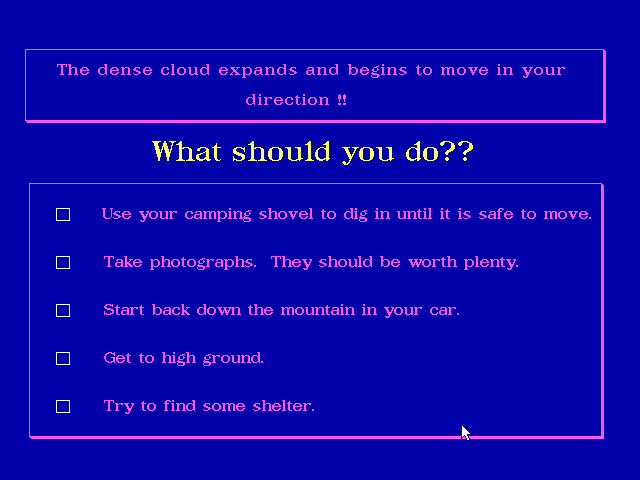 The dense cloud expands and begins to move in your
direction !!
What should you do??
Use your camping shovel to dig in until it is safe to move.
Take photographs.  They should be worth plenty.
Start back down the mountain in your car.
Get to high ground.
Try to find some shelter.